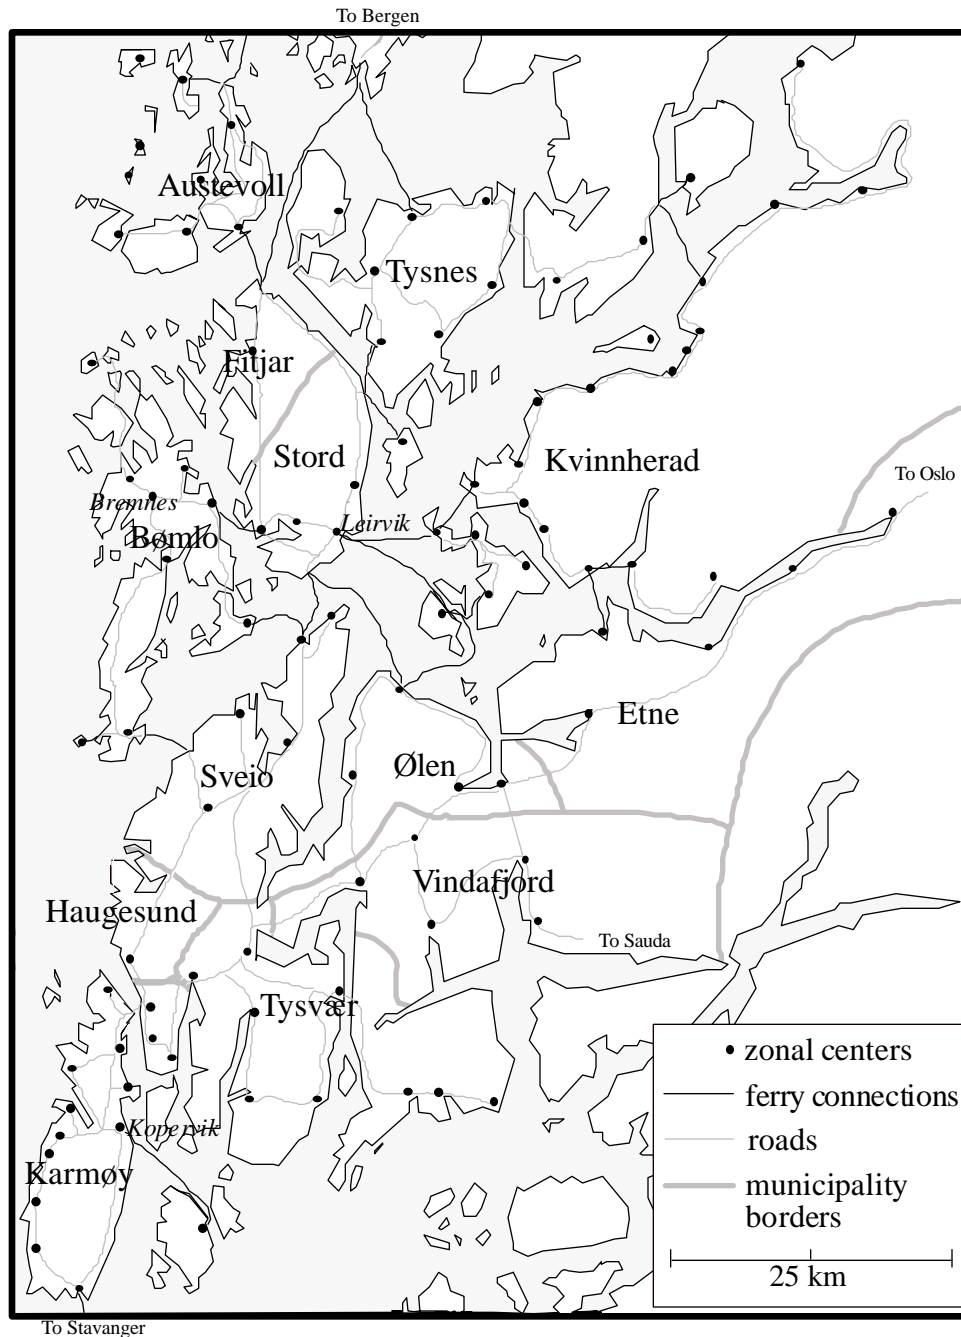 To Bergen
Austevoll
Tysnes
Fitjar
Stord
Kvinnherad
To Oslo
Bremnes
Leirvik
Bømlo
Etne
Ølen
Sveio
Vindafjord
Haugesund
To Sauda
Tysvær
zonal centers
ferry connections
Kopervik
roads
Karmøy
municipality
borders
25 km
To Stavanger